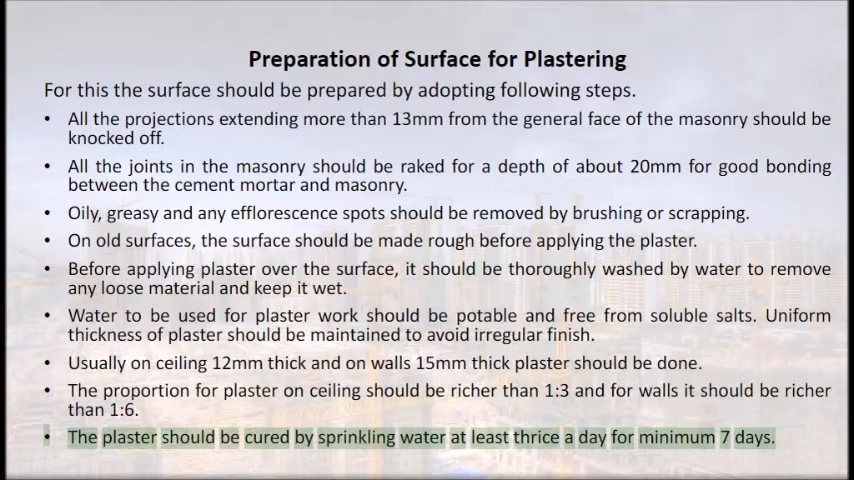 Preparation of Surface for Plastering
For this the surface should be prepared by adopting following steps.
• All the projections extending more than 13mm from the general face of the masonry should be
knocked off.
• All the joints in the masonry should be raked for a depth of about 20mm for good bonding
between the cement mortar and masonry.
• Oily, greasy and any efflorescence spots should be removed by brushing or scrapping.
• On old surfaces, the surface should be made rough before applying the plaster.
• Before applying plaster over the surface, it should be thoroughly washed by water to remove
any loose material and keep it wet.
• Water to be used for plaster work should be potable and free from soluble salts. Uniform
thickness of plaster should be maintained to avoid irregular finish.
• Usually on ceiling 12mm thick and on walls 15mm thick plaster should be done.
• The proportion for plaster on ceiling should be richer than 1:3 and for walls it should be richer
than 1:6.
• The plaster should be cured by sprinkling water at least thrice a day for minimum 7 days.